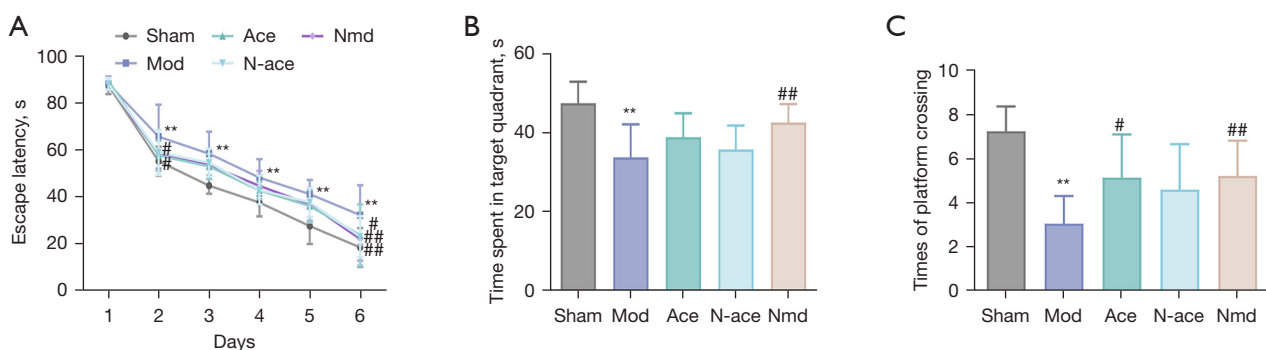 A
Sham Ace Nmd
Mod N-ace
Escape latency, s
100
80
60
40
20
0
**
#
#
**
**
**
**
#
##
##
1 2 3 4 5 6
Days
B
Time spent in target quadrant, s
60
40
20
0
**
##
Sham Mod Ace N-ace Nmd
C
Times of platform crossing
10
8
6
4
2
0
**
#
##
Sham Mod Ace N-ace Nmd